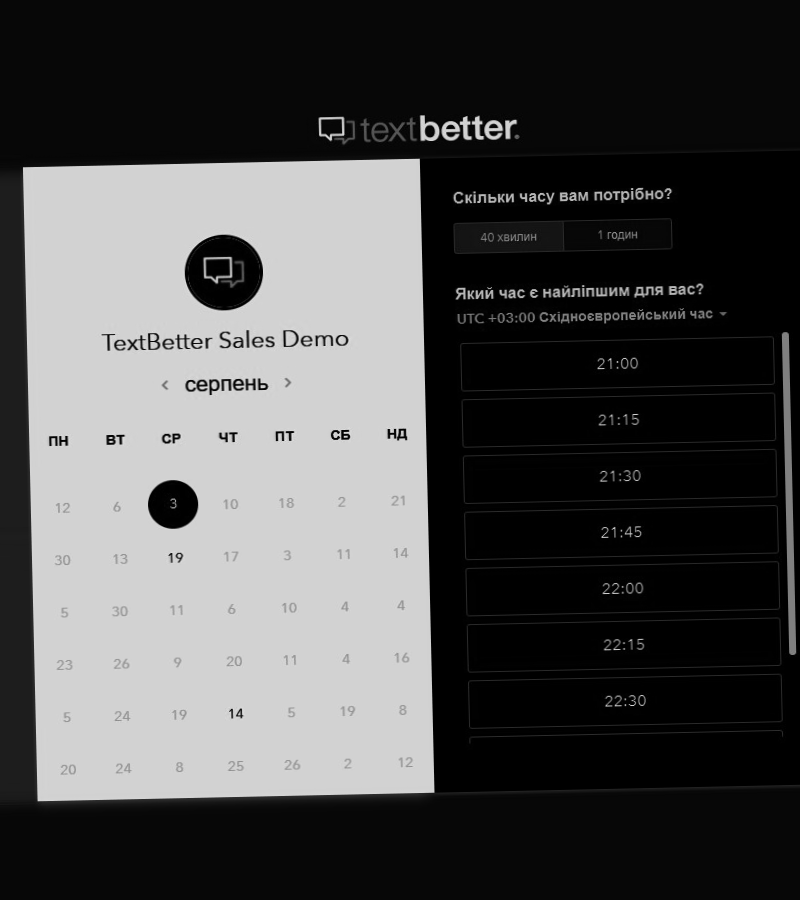 textbetter.
TextBetter Sales Demo
‹ серпень ›
ПН ВТ СР ЧТ ПТ СБ НД
12 6 3 10 18 2 21
30 13 19 17 3 11 14
5 30 11 6 10 4 4
23 26 9 20 11 4 16
5 24 19 14 5 19 8
20 24 8 25 26 2 12
Скільки часу вам потрібно?
40 хвилин 1 годин
Який час є найліпшим для вас?
UTC +03:00 Східноєвропейський час
21:00
21:15
21:30
21:45
22:00
22:15
22:30